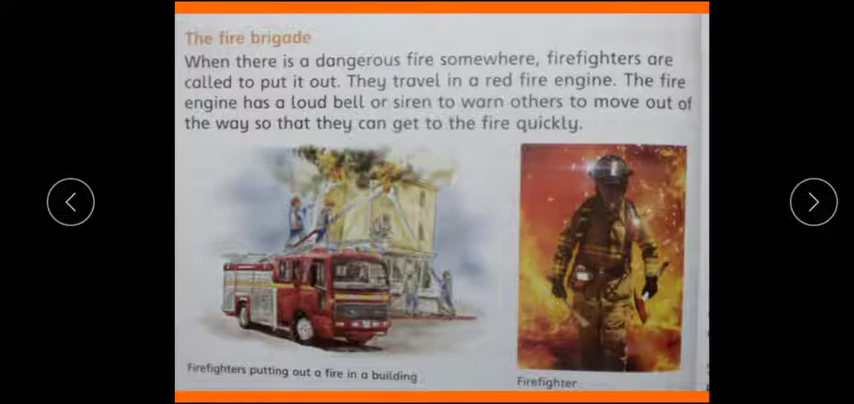 The fire brigade
When there is a dangerous fire somewhere, firefighters are
called to put it out. They travel in a red fire engine. The fire
engine has a loud bell or siren to warn others to move out of
the way so that they can get to the fire quickly.
Firefighters putting out a fire in a building
Firefighter